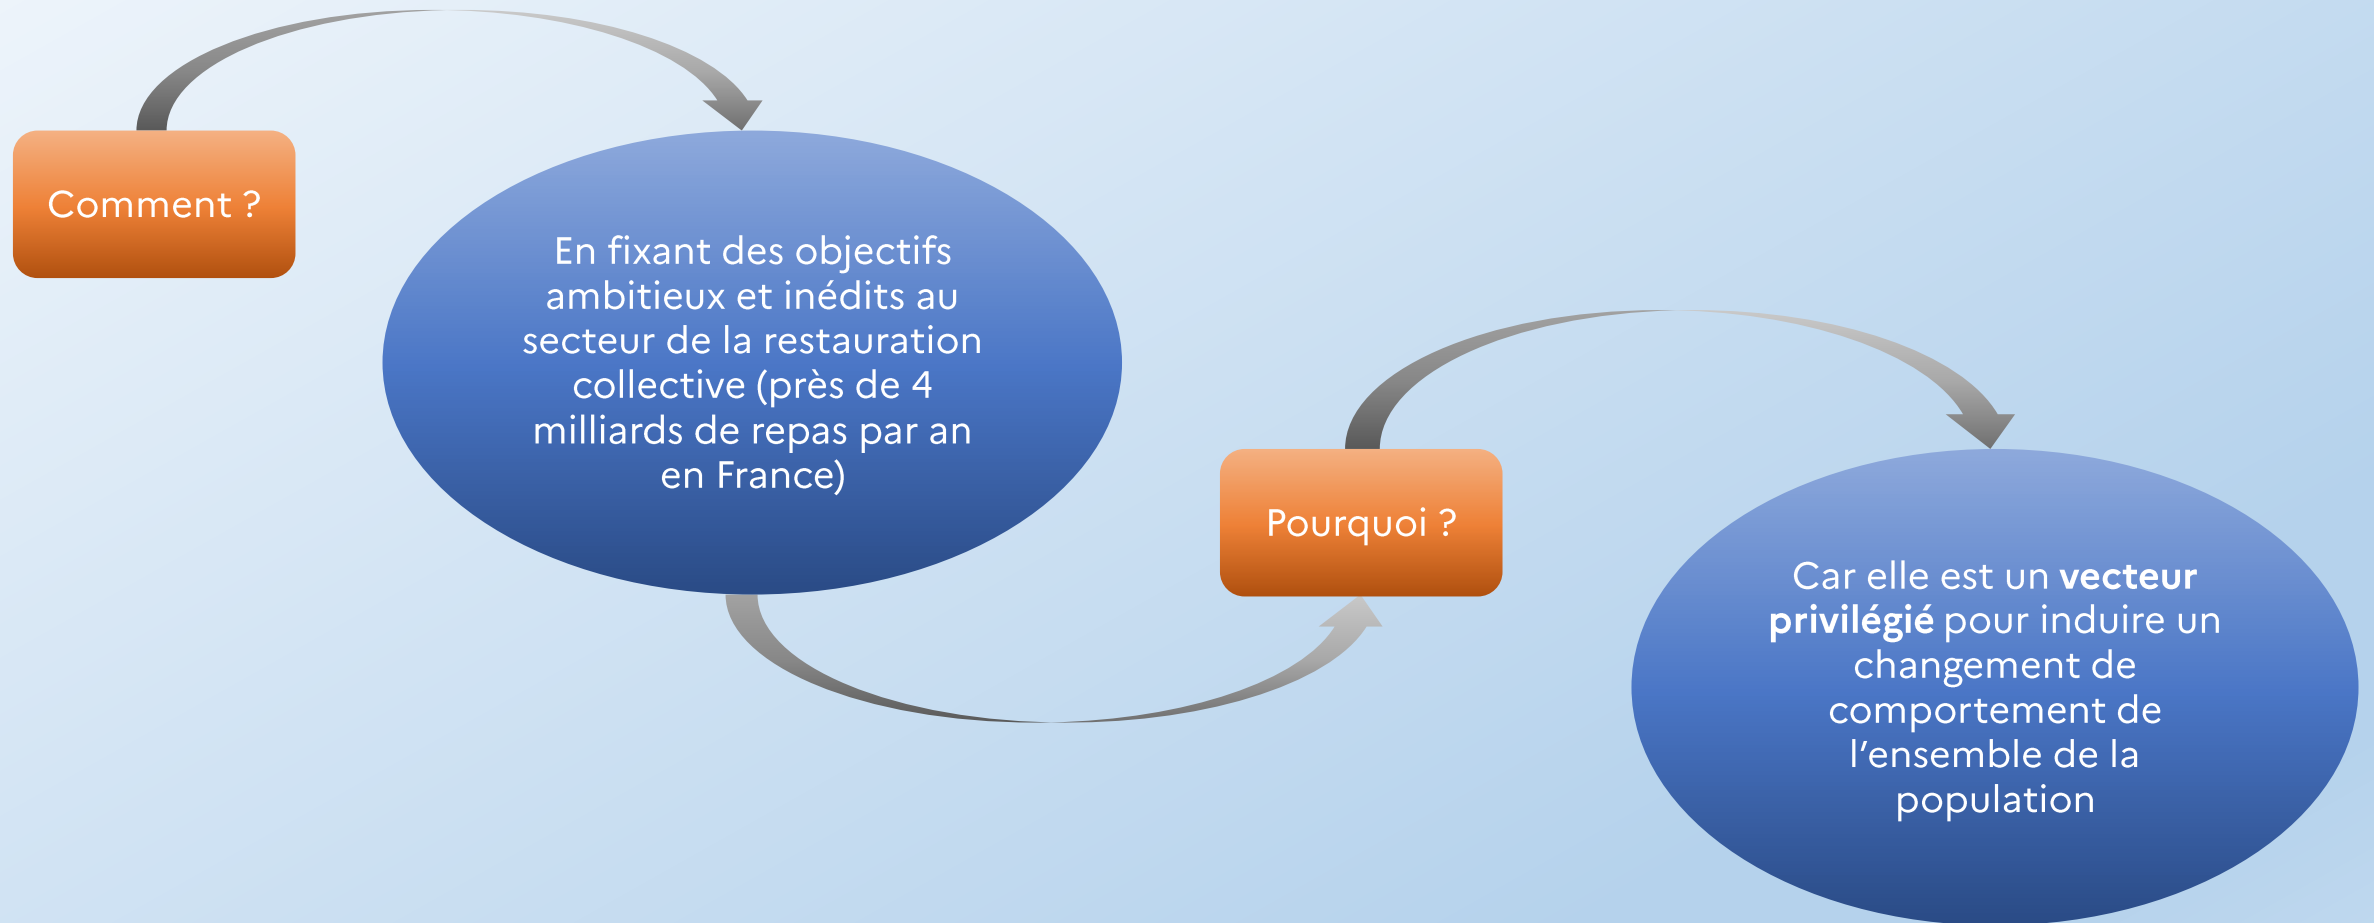 Comment ?
En fixant des objectifs
ambitieux et inédits au
secteur de la restauration
collective (près de 4
milliards de repas par an
en France)
Pourquoi ?
Car elle est un vecteur
privilégié pour induire un
changement de
comportement de
l’ensemble de la
population